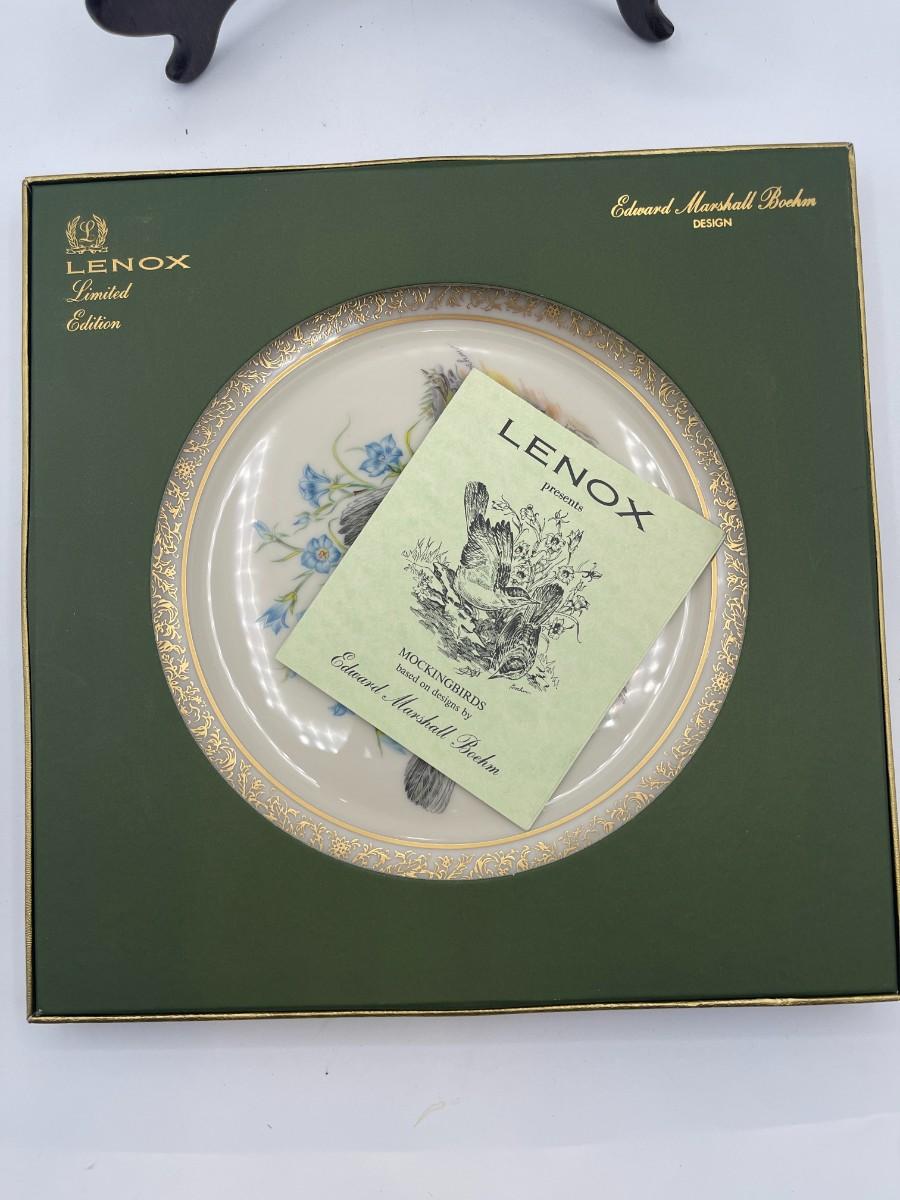 L
LENOX
Limited
Edition
Edward Marshall Boehm
DESIGN
LENOX
presents
MOCKINGBIRDS
based on designs by
Edward Marshall Boehm